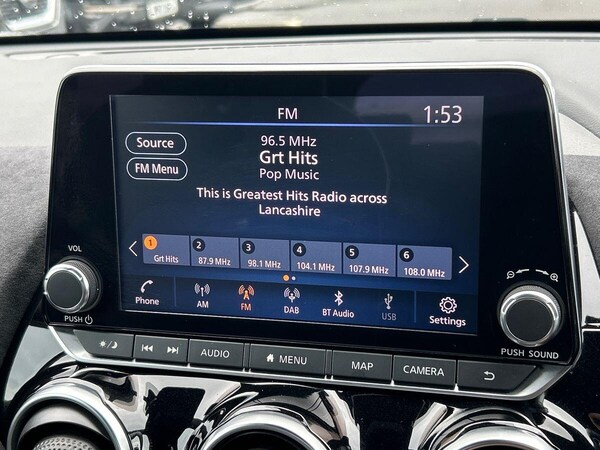 FM
1:53
Source
96.5 MHz
Grt Hits
FM Menu
Pop Music
This is Greatest Hits Radio across
Lancashire
1
Grt Hits
2
87.9 MHz
3
98.1 MHz
4
104.1 MHz
5
107.9 MHz
6
108.0 MHz
VOL
PUSH
Phone
AM
FM
DAB
BT Audio
USB
Settings
PUSH SOUND
AUDIO
MENU
MAP
CAMERA